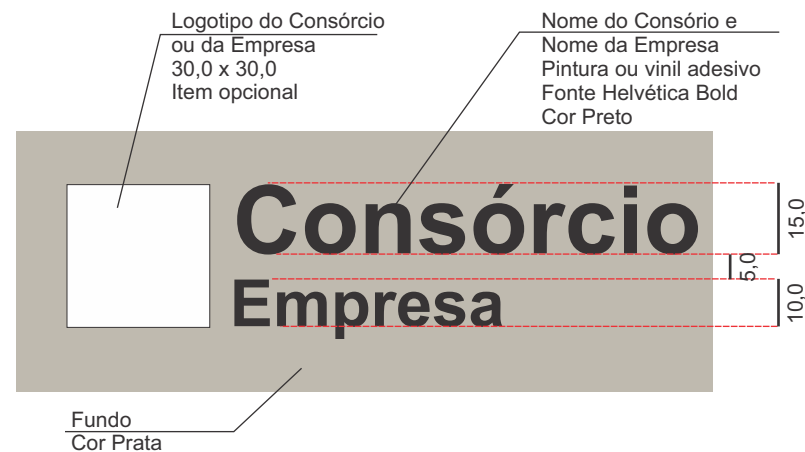 Logotipo do Consórcio
ou da Empresa
30,0 x 30,0
Item opcional
Nome do Consório e
Nome da Empresa
Pintura ou vinil adesivo
Fonte Helvética Bold
Cor Preto
Consórcio
Empresa
15,0
5,0
10,0
Fundo
Cor Prata